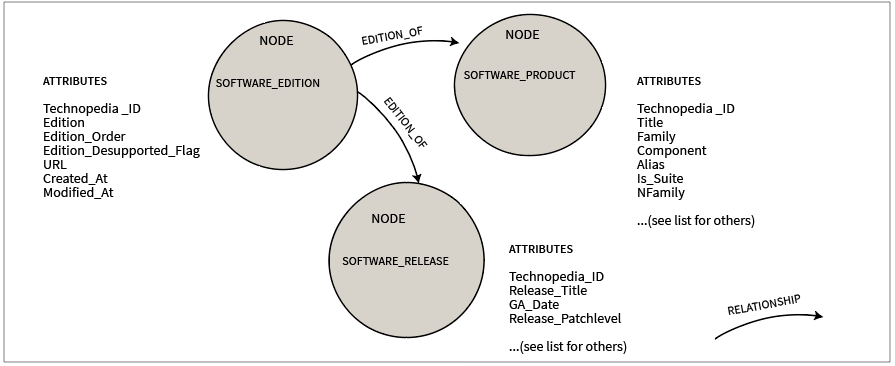 NODE
SOFTWARE_EDITION
EDITION_OF
NODE
SOFTWARE_PRODUCT
EDITION_OF
ATTRIBUTES
Technopedia _ID
Edition
Edition_Order
Edition_Desupported_Flag
URL
Created_At
Modified_At
ATTRIBUTES
Technopedia _ID
Title
Family
Component
Alias
Is_Suite
NFamily
...(see list for others)
NODE
SOFTWARE_RELEASE
ATTRIBUTES
Technopedia_ID
Release_Title
GA_Date
Release_Patchlevel
...(see list for others)
RELATIONSHIP